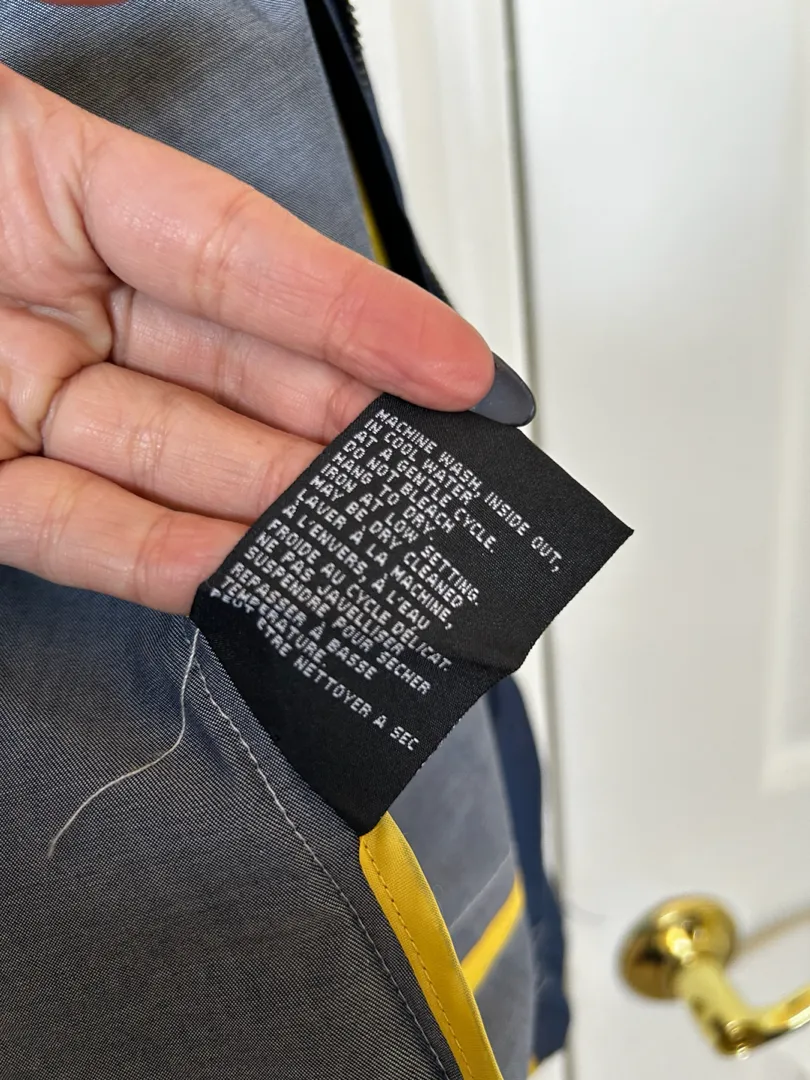 MACHINE WASH, INSIDE OUT,
IN COOL WATER
AT A GENTLE CYCLE.
DO NOT BLEACH
HANG TO DRY.
IRON AT LOW SETTING.
MAY BE DRY CLEANED
LAVER À LA MACHINE,
À L'ENVERS, À L'EAU
FROIDE AU CYCLE DÉLICAT.
NE PAS JAVELLISER
SUSPENDRE POUR SECHER
REPASSER À BASSE
TEMPÉRATURE.
PEUT ÊTRE NETTOYER A SEC